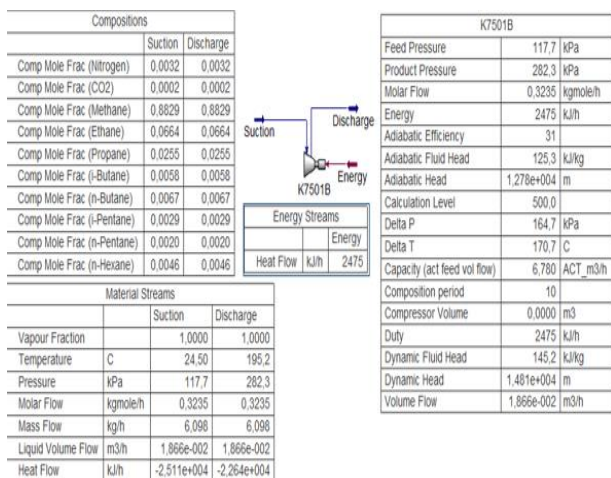 Compositions
Suction Discharge
Comp Mole Frac (Nitrogen) 0,0032 0,0032
Comp Mole Frac (CO2) 0,0002 0,0002
Comp Mole Frac (Methane) 0,8829 0,8829
Comp Mole Frac (Ethane) 0,0664 0,0664
Comp Mole Frac (Propane) 0,0255 0,0255
Comp Mole Frac (i-Butane) 0,0058 0,0058
Comp Mole Frac (n-Butane) 0,0067 0,0067
Comp Mole Frac (i-Pentane) 0,0029 0,0029
Comp Mole Frac (n-Pentane) 0,0020 0,0020
Comp Mole Frac (n-Hexane) 0,0046 0,0046
Suction
Discharge
Energy
K7501B
Energy Streams
Energy
Heat Flow kJ/h 2475
K7501B
Feed Pressure 117,7 kPa
Product Pressure 282,3 kPa
Molar Flow 0,3235 kgmole/h
Energy 2475 kJ/h
Adiabatic Efficiency 31
Adiabatic Fluid Head 125,3 kJ/kg
Adiabatic Head 1,278e+004 m
Calculation Level 500,0
Delta P 164,7 kPa
Delta T 170,7 C
Capacity (act feed vol flow) 6,780 ACT_m3/h
Composition period 10
Compressor Volume 0,0000 m3
Duty 2475 kJ/h
Dynamic Fluid Head 145,2 kJ/kg
Dynamic Head 1,481e+004 m
Volume Flow 1,866e-002 m3/h
Material Streams
Suction Discharge
Vapour Fraction 1,0000 1,0000
Temperature C 24,50 195,2
Pressure kPa 117,7 282,3
Molar Flow kgmole/h 0,3235 0,3235
Mass Flow kg/h 6,098 6,098
Liquid Volume Flow m3/h 1,866e-002 1,866e-002
Heat Flow kJ/h -2,511e+004 -2,264e+004